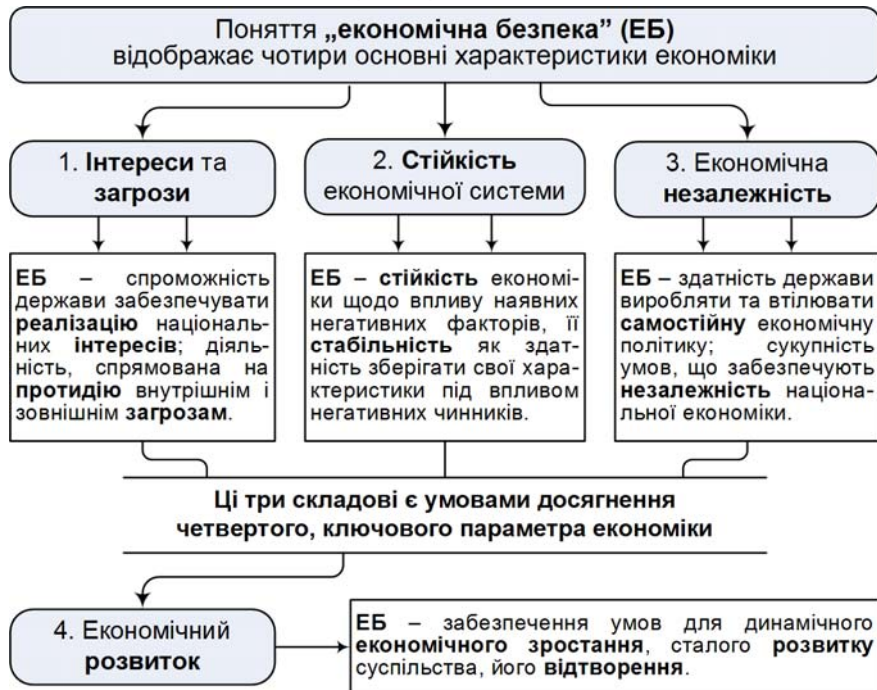 Поняття „економічна безпека” (ЕБ)
відображає чотири основні характеристики економіки
1. Інтереси та
загрози
2. Стійкість
економічної системи
3. Економічна
незалежність
ЕБ – спроможність
держави забезпечувати
реалізацію національ-
них інтересів; діяль-
ність, спрямована на
протидію внутрішнім і
зовнішнім загрозам.
ЕБ – стійкість економі-
ки щодо впливу наявних
негативних факторів, її
стабільність як здат-
ність зберігати свої хара-
ктеристики під впливом
негативних чинників.
ЕБ – здатність держави
виробляти та втілювати
самостійну економічну
політику; сукупність
умов, що забезпечують
незалежність націона-
льної економіки.
Ці три складові є умовами досягнення
четвертого, ключового параметра економіки
4. Економічний
розвиток
ЕБ – забезпечення умов для динамічного
економічного зростання, сталого розвитку
суспільства, його відтворення.